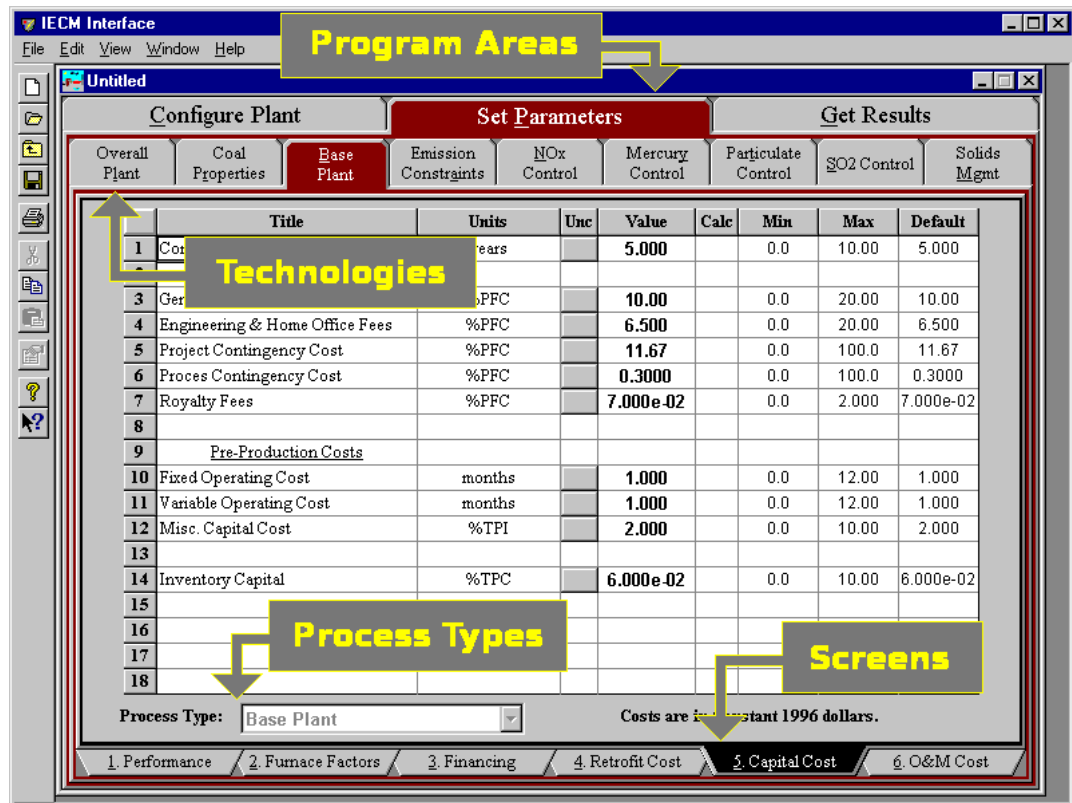 IECM Interface
File Edit View Window Help
Program Areas
Untitled
Configure Plant Set Parameters Get Results
Overall Plant Coal Properties Base Plant Emission Constraints NOx Control Mercury Control Particulate Control SO2 Control Solids Mgmt
Title Units Unc Value Calc Min Max Default
1 5.000 0.0 10.00 5.000
Technologies
3 10.00 0.0 20.00 10.00
4 Engineering & Home Office Fees %PFC 6.500 0.0 20.00 6.500
5 Project Contingency Cost %PFC 11.67 0.0 100.0 11.67
6 Proces Contingency Cost %PFC 0.3000 0.0 100.0 0.3000
7 Royalty Fees %PFC 7.000e-02 0.0 2.000 7.000e-02
8
9 Pre-Production Costs
10 Fixed Operating Cost months 1.000 0.0 12.00 1.000
11 Variable Operating Cost months 1.000 0.0 12.00 1.000
12 Misc. Capital Cost %TPI 2.000 0.0 10.00 2.000
13
14 Inventory Capital %TPC 6.000e-02 0.0 10.00 6.000e-02
15
16
Process Types
17
Screens
18
Process Type: Base Plant Costs are in constant 1996 dollars.
1. Performance 2. Furnace Factors 3. Financing 4. Retrofit Cost 5. Capital Cost 6. O&M Cost